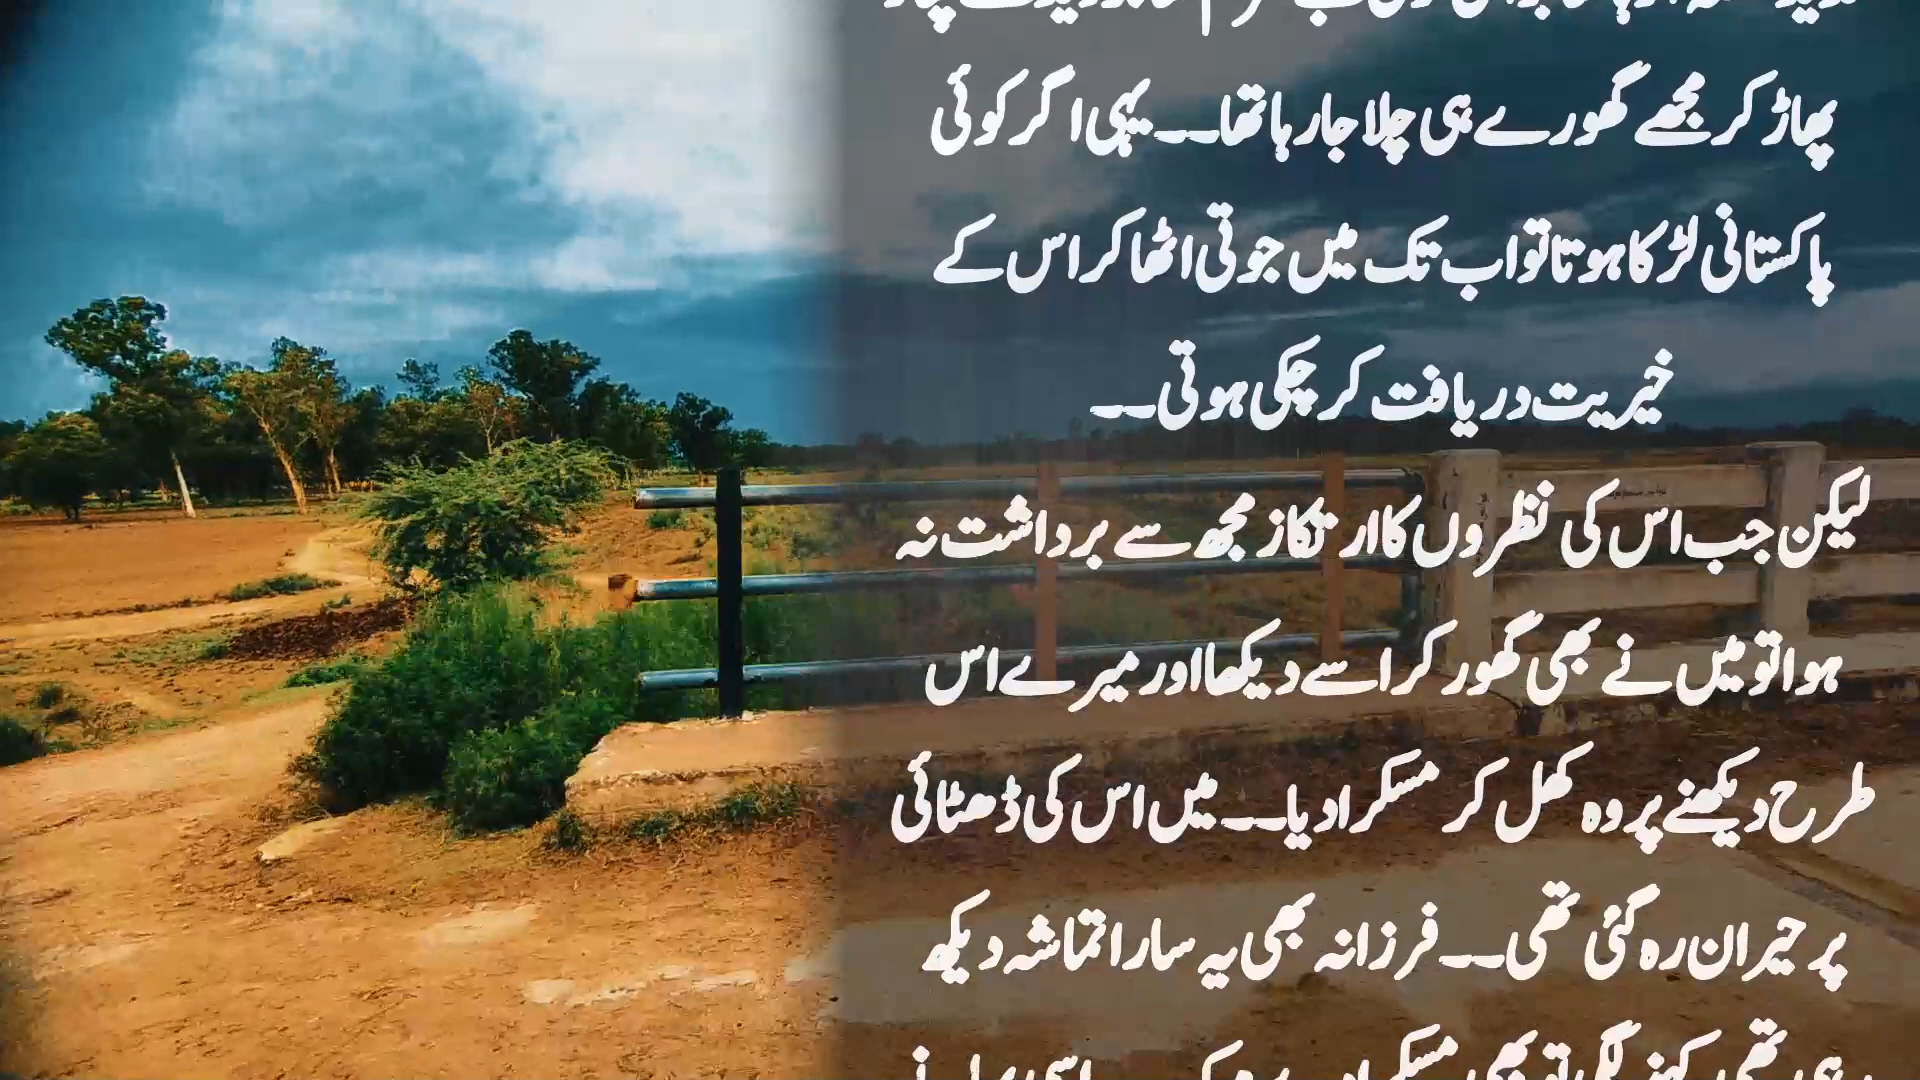 پھاڑ کر مجھے گھورے ہی چلا جا رہا تھا۔۔ یہی اگر کوئی
پاکستانی لڑکا ہوتا تو اب تک میں جوتی اٹھا کر اس کے
خیریت دریافت کر چکی ہوتی۔۔
لیکن جب اس کی نظروں کا ارتکاز مجھ سے برداشت نہ
ہوا تو میں نے بھی گھور کر اسے دیکھا اور میرے اس
طرح دیکھنے پر وہ کھل کر مسکرا دیا۔۔ میں اس کی ڈھٹائی
پر حیران رہ گئی تھی۔۔ فرزانہ بھی یہ سارا تماشہ دیکھ